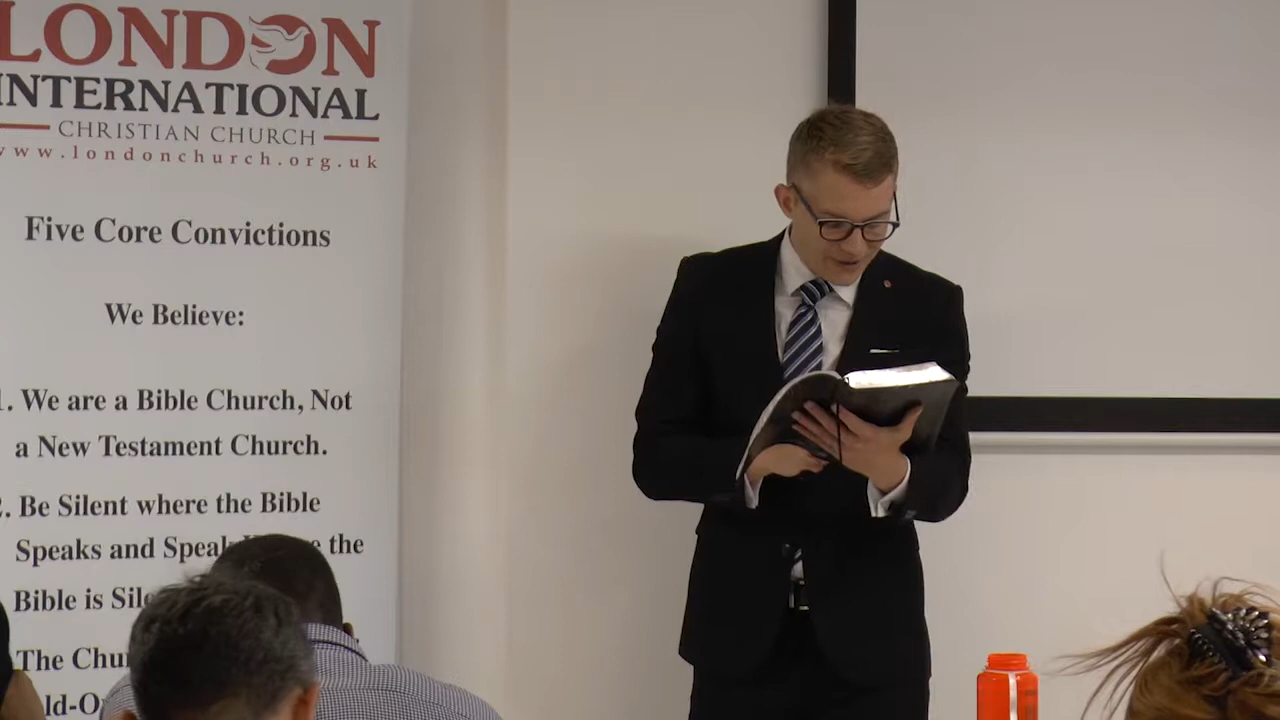 LONDON
INTERNATIONAL
CHRISTIAN CHURCH
www.londonchurch.org.uk
Five Core Convictions
We Believe:
1. We are a Bible Church, Not
a New Testament Church.
2. Be Silent where the Bible
Speaks and Speak the
Bible is
The